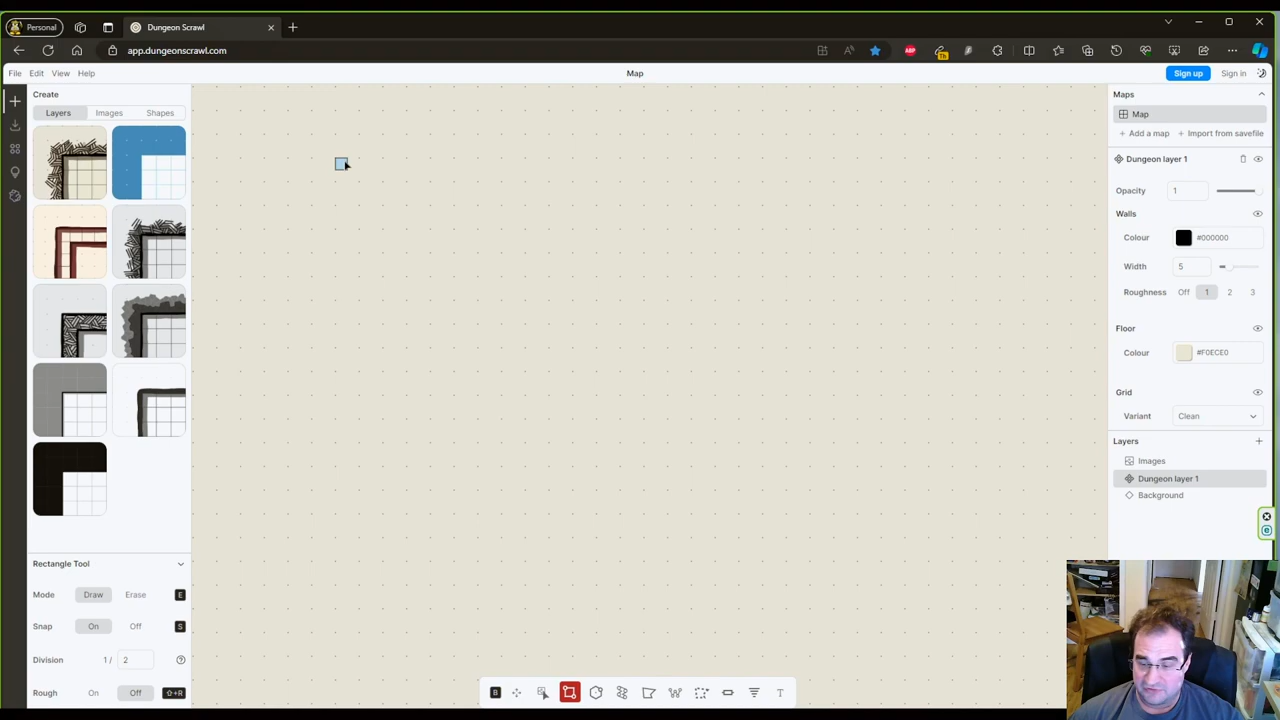 Personal
Dungeon Scrawl
app.dungeonscrawl.com
ABP
Th
File Edit View Help
Map
Sign up
Sign in
Create
Layers Images Shapes
Maps
Map
Add a map
Import from savefile
Dungeon layer 1
Opacity 1
Walls
Colour #000000
Width 5
Roughness Off 1 2 3
Floor
Colour #F0ECE0
Grid
Variant Clean
Layers
Images
Dungeon layer 1
Background
Rectangle Tool
Mode Draw Erase E
Snap On Off S
Division 1 / 2
Rough On Off ⇧+R
B
T